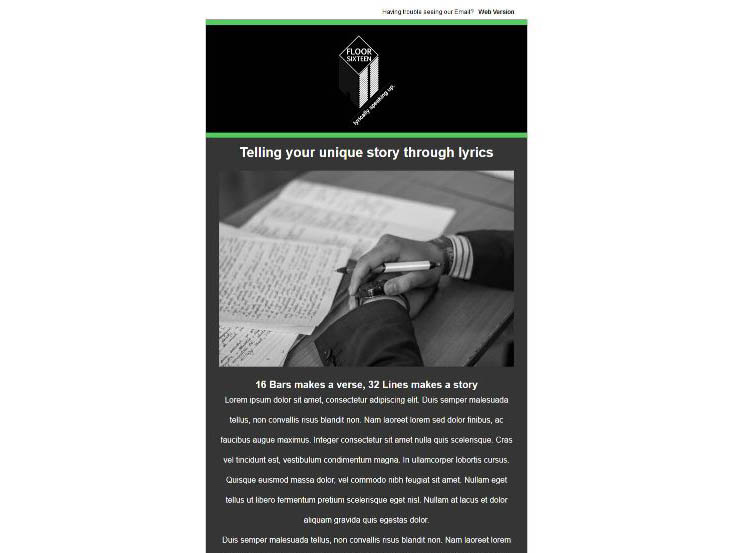 Having trouble seeing our Email? Web Version
FLOOR
SIXTEEN
lyrically speaking up.
Telling your unique story through lyrics
16 Bars makes a verse, 32 Lines makes a story
Lorem ipsum dolor sit amet, consectetur adipiscing elit. Duis semper malesuada
tellus, non convallis risus blandit non. Nam laoreet lorem sed dolor finibus, ac
faucibus augue maximus. Integer consectetur sit amet nulla quis scelerisque. Cras
vel tincidunt est, vestibulum condimentum magna. In ullamcorper lobortis cursus.
Quisque euismod massa dolor, vel commodo nibh feugiat sit amet. Nullam eget
tellus ut libero fermentum pretium scelerisque eget nisl. Nullam at lacus et dolor
aliquam gravida quis egestas dolor.
Duis semper malesuada tellus, non convallis risus blandit non. Nam laoreet lorem